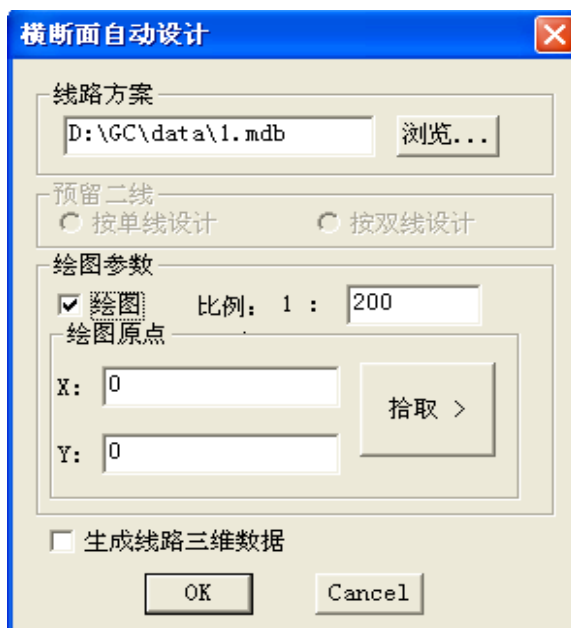 横断面自动设计
线路方案
D:\GC\data\1.mdb 浏览...
预留二线
按单线设计 按双线设计
绘图参数
绘图 比例: 1 : 200
绘图原点
X: 0
拾取 >
Y: 0
生成线路三维数据
OK Cancel